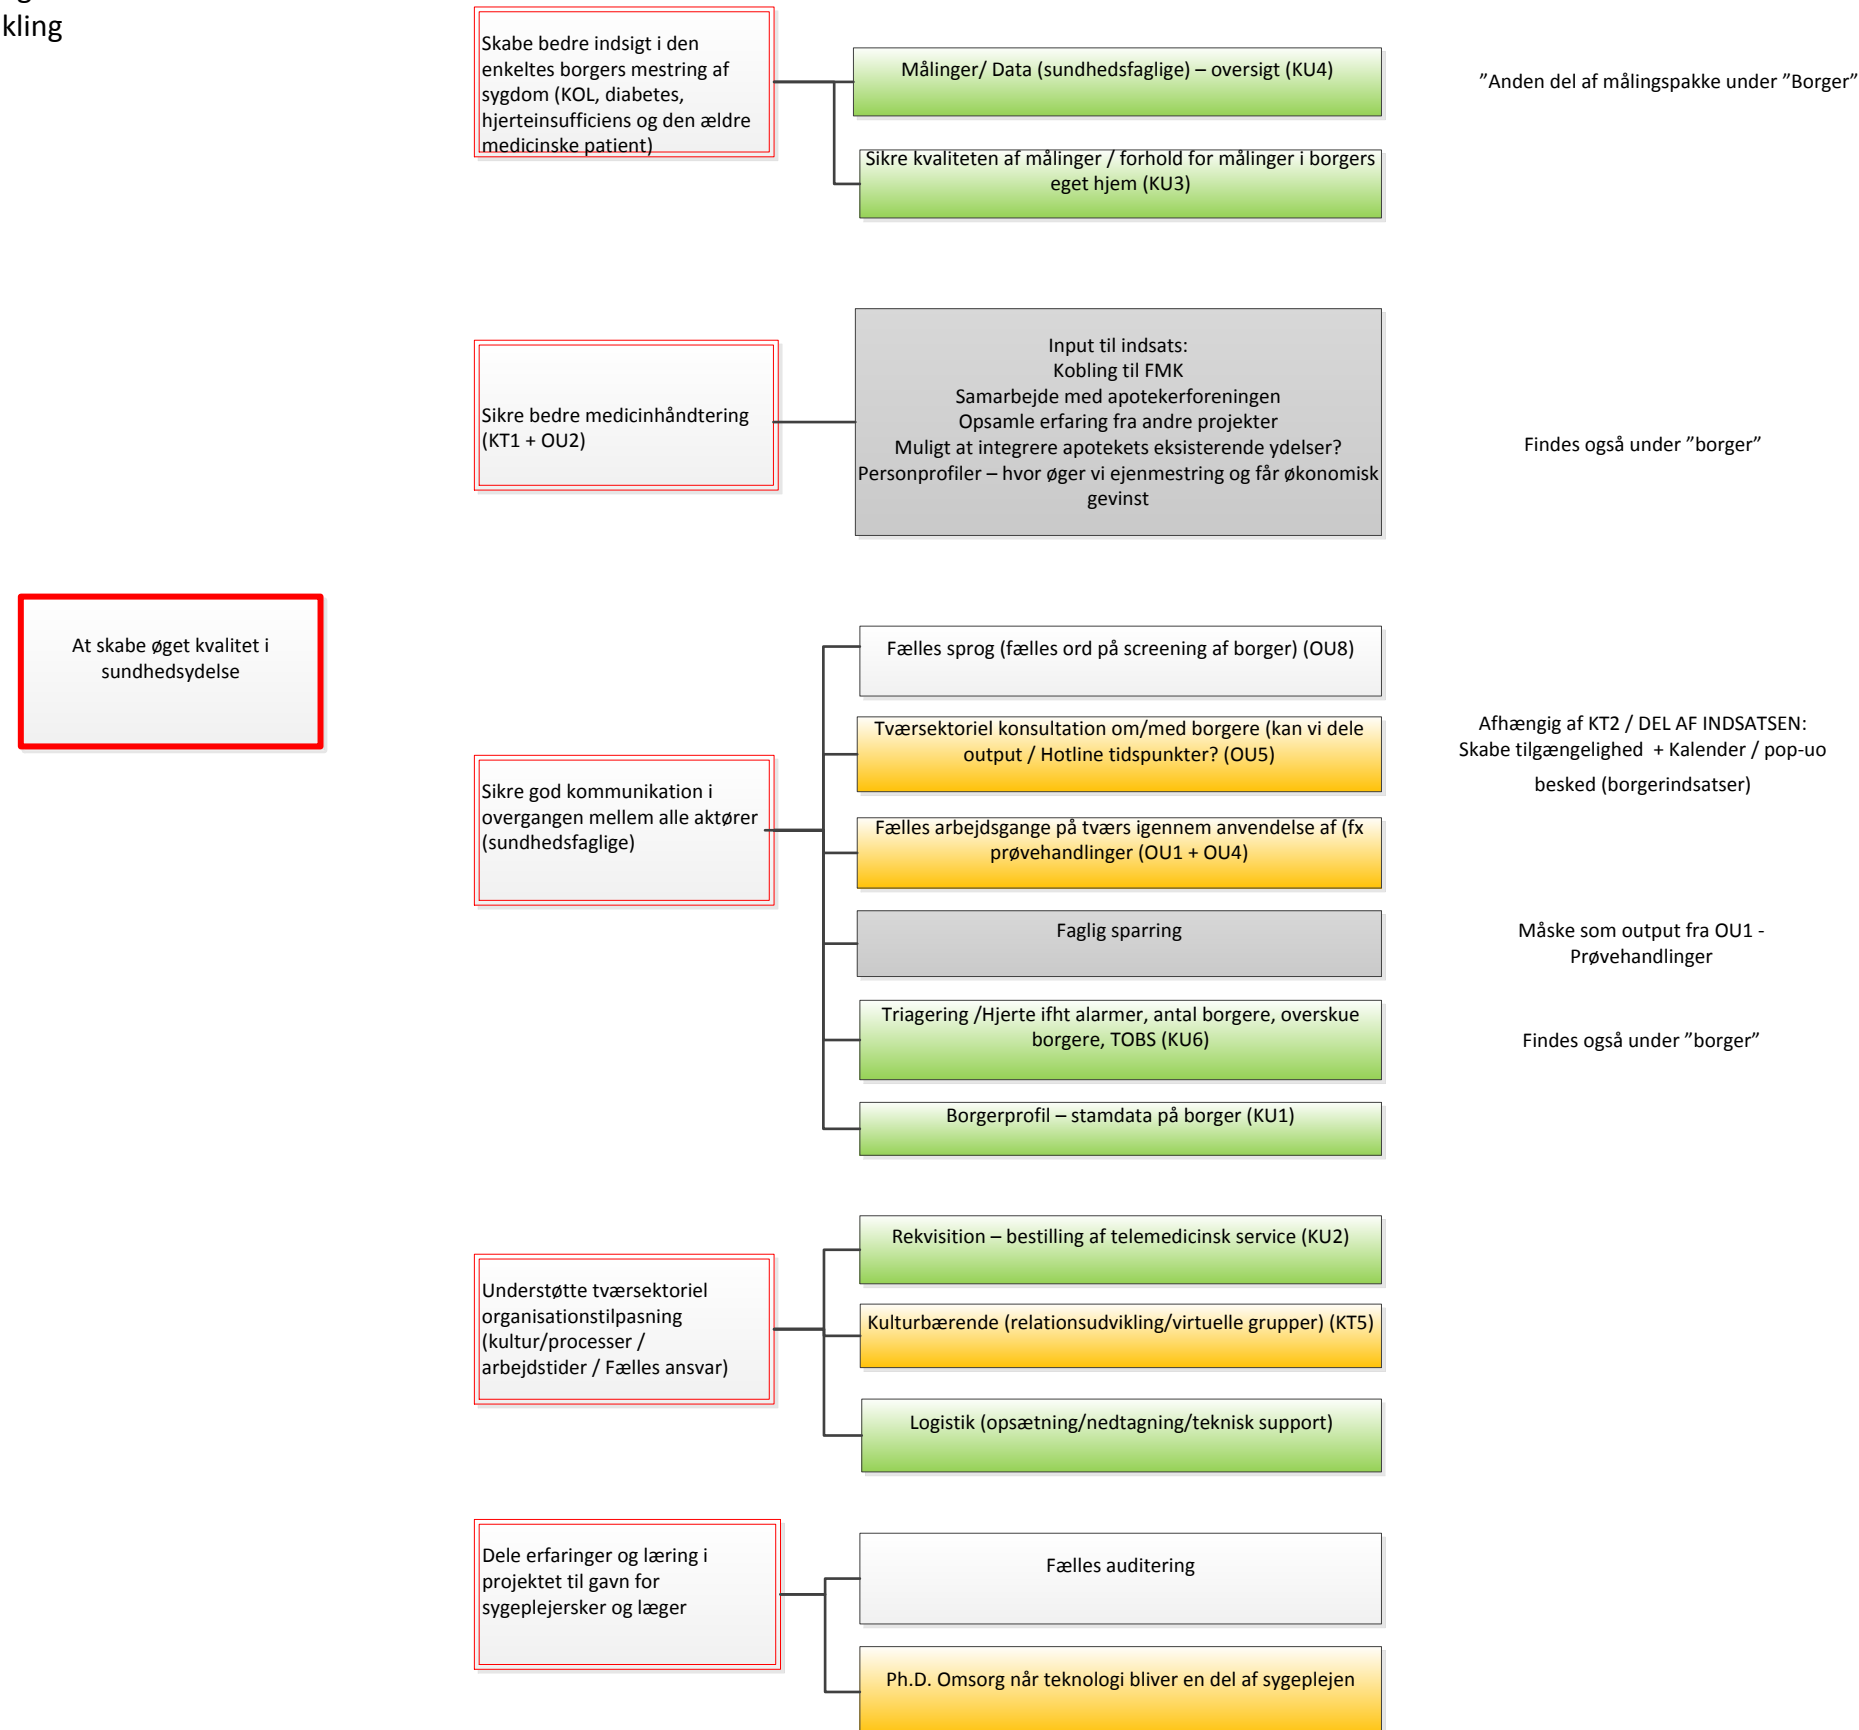 kling
Skabe bedre indsigt i den
enkeltes borgers mestring af
sygdom (KOL, diabetes,
hjerteinsufficiens og den ældre
medicinske patient)
Målinger/ Data (sundhedsfaglige) – oversigt (KU4)
”Anden del af målingspakke under ”Borger”
Sikre kvaliteten af målinger / forhold for målinger i borgers
eget hjem (KU3)
Sikre bedre medicinhåndtering
(KT1 + OU2)
Input til indsats:
Kobling til FMK
Samarbejde med apotekerforeningen
Opsamle erfaring fra andre projekter
Muligt at integrere apotekets eksisterende ydelser?
Personprofiler – hvor øger vi ejenmestring og får økonomisk
gevinst
Findes også under ”borger”
At skabe øget kvalitet i
sundhedsydelse
Sikre god kommunikation i
overgangen mellem alle aktører
(sundhedsfaglige)
Fælles sprog (fælles ord på screening af borger) (OU8)
Tværsektoriel konsultation om/med borgere (kan vi dele
output / Hotline tidspunkter? (OU5)
Afhængig af KT2 / DEL AF INDSATSEN:
Skabe tilgængelighed  + Kalender / pop-uo
besked (borgerindsatser)
Fælles arbejdsgange på tværs igennem anvendelse af (fx
prøvehandlinger (OU1 + OU4)
Faglig sparring
Måske som output fra OU1 -
Prøvehandlinger
Triagering /Hjerte ifht alarmer, antal borgere, overskue
borgere, TOBS (KU6)
Findes også under ”borger”
Borgerprofil – stamdata på borger (KU1)
Understøtte tværsektoriel
organisationstilpasning
(kultur/processer /
arbejdstider / Fælles ansvar)
Rekvisition – bestilling af telemedicinsk service (KU2)
Kulturbærende (relationsudvikling/virtuelle grupper) (KT5)
Logistik (opsætning/nedtagning/teknisk support)
Dele erfaringer og læring i
projektet til gavn for
sygeplejersker og læger
Fælles auditering
Ph.D. Omsorg når teknologi bliver en del af sygeplejen